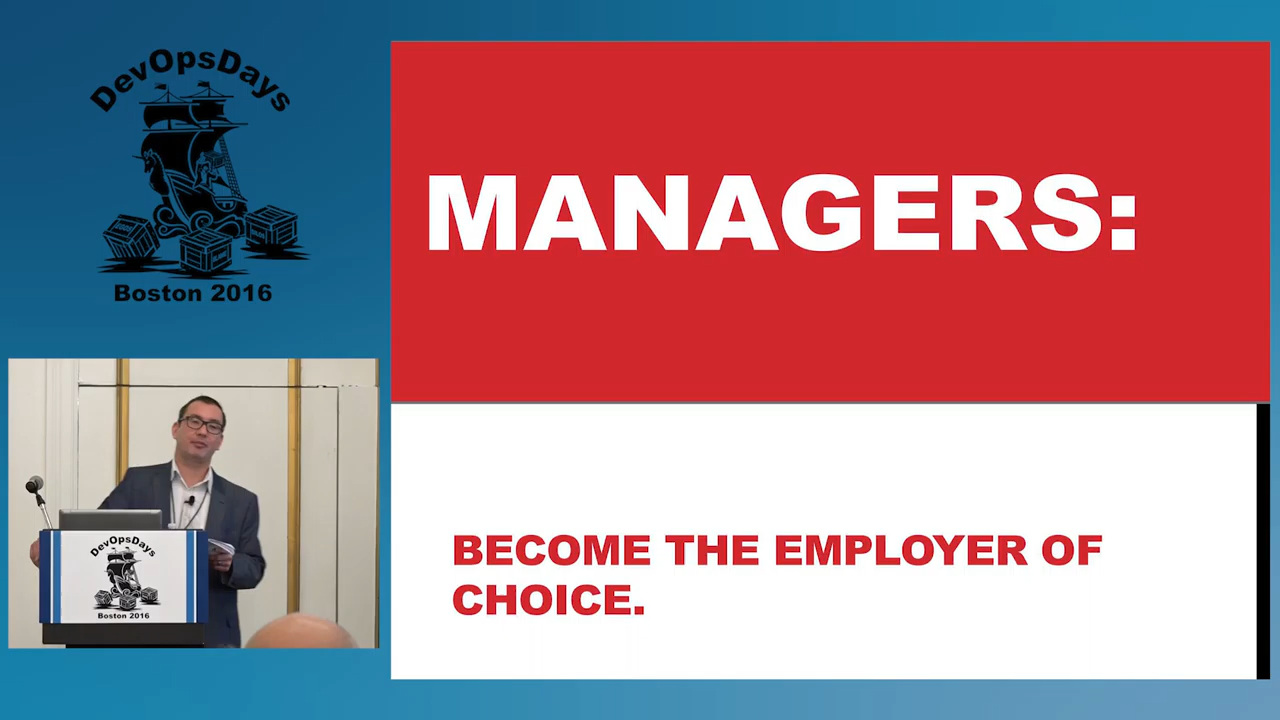 DevOpsDays
Boston 2016
MANAGERS:
BECOME THE EMPLOYER OF
CHOICE.
DevOpsDays
Boston 2016